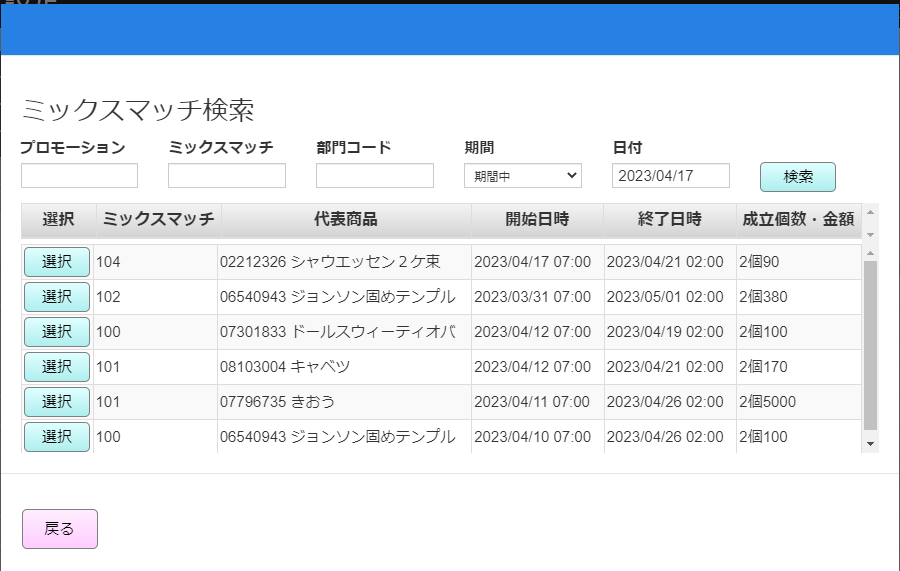 ミックスマッチ検索
プロモーション ミックスマッチ 部門コード 期間 日付
期間中 2023/04/17 検索
選択 ミックスマッチ 代表商品 開始日時 終了日時 成立個数・金額
選択 104 02212326 シャウエッセン２ケ束 2023/04/17 07:00 2023/04/21 02:00 2個90
選択 102 06540943 ジョンソン固めテンプル 2023/03/31 07:00 2023/05/01 02:00 2個380
選択 100 07301833 ドールスウィーティオバ 2023/04/12 07:00 2023/04/19 02:00 2個100
選択 101 08103004 キャベツ 2023/04/12 07:00 2023/04/21 02:00 2個170
選択 101 07796735 きおう 2023/04/11 07:00 2023/04/26 02:00 2個5000
選択 100 06540943 ジョンソン固めテンプル 2023/04/10 07:00 2023/04/26 02:00 2個100
戻る